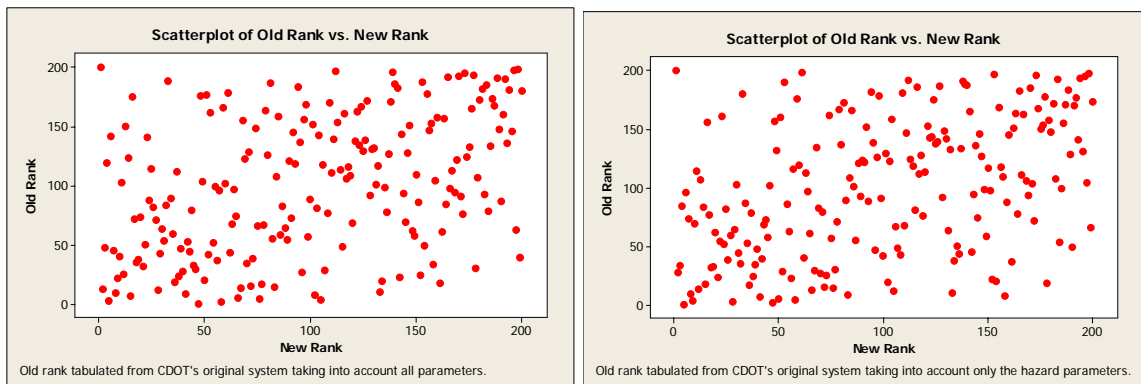 Scatterplot of Old Rank vs. New Rank
200
150
100
50
0
Old Rank
0 50 100 150 200
New Rank
Old rank tabulated from CDOT's original system taking into account all parameters.
Scatterplot of Old Rank vs. New Rank
200
150
100
50
0
Old Rank
0 50 100 150 200
New Rank
Old rank tabulated from CDOT's original system taking into account only the hazard parameters.